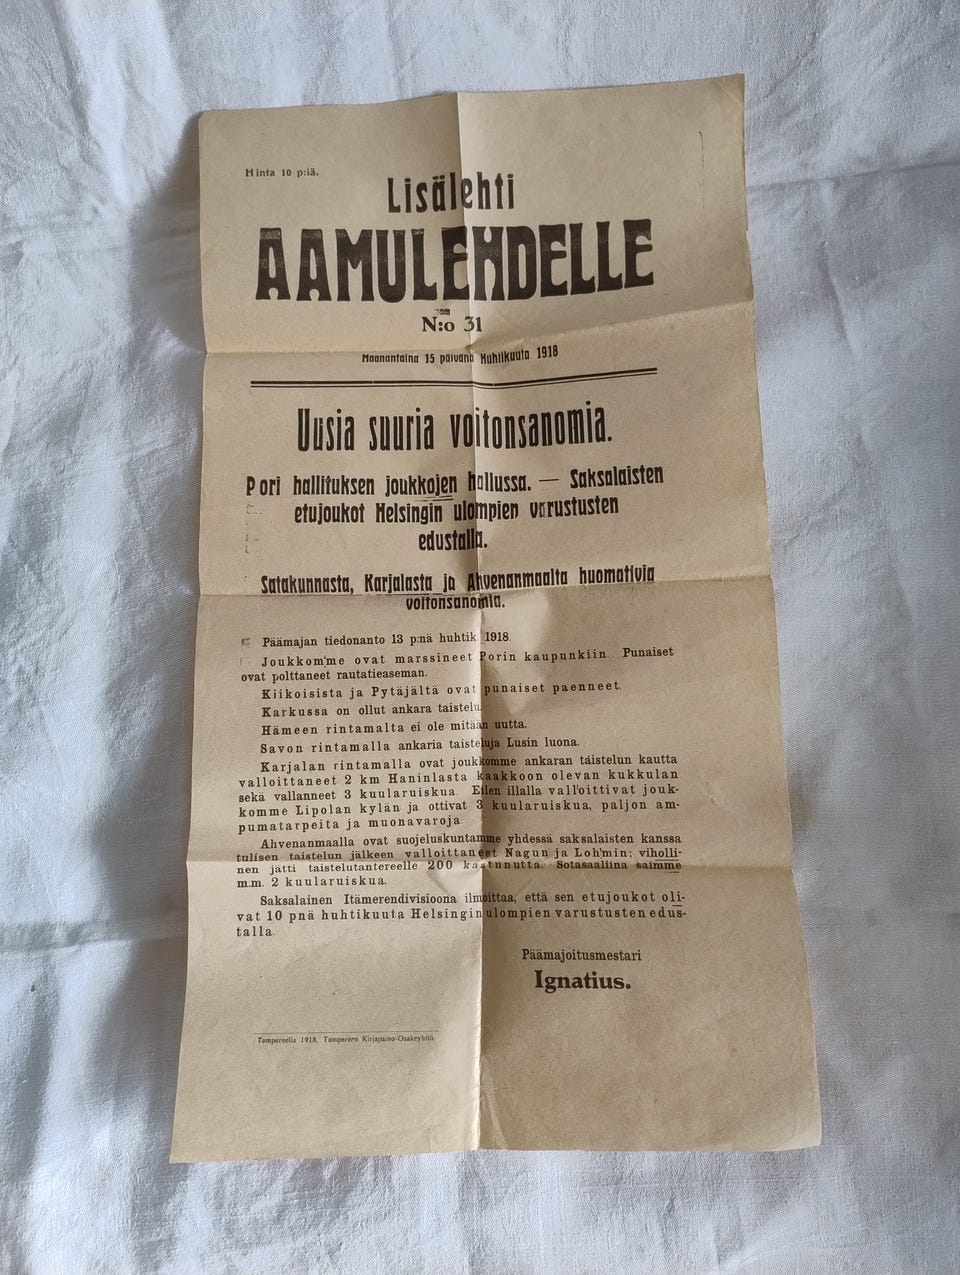 Hinta 10 p:iä.
Lisälehti
AAMULEHDELLE
N:o 31
Maanantaina 15 päivänä Huhtikuuta 1918
Uusia suuria voitonsanomia.
Pori hallituksen joukkojen hallussa. — Saksalaisten
etujoukot Helsingin ulompien varustusten
edustalla.
Satakunnasta, Karjalasta ja Ahvenanmaalta huomattavia
voitonsanomia.
Päämajan tiedonanto 13 p:nä huhtik. 1918.
Joukkomme ovat marssineet Porin kaupunkiin. Punaiset
ovat polttaneet rautatieaseman.
Kiikoisista ja Pytäjältä ovat punaiset paenneet.
Karkussa on ollut ankara taistelu.
Hämeen rintamalta ei ole mitään uutta.
Savon rintamalla ankaria taisteluja Lusin luona.
Karjalan rintamalla ovat joukkomme ankaran täistelun kautta
valloittaneet 2 km Haninlasta kaakkoon olevan kukkulan
sekä vallanneet 3 kuularuiskua. Eilen illalla valloittivat jouk-
komme Lipolan kylän ja ottivat 3 kuularuiskua, paljon am-
pumatarpeita ja muonavaroja.
Ahvenanmaalla ovat suojeluskuntamme yhdessä saksalaisten kanssa
tulisen taistelun jälkeen valloittaneet Nagun ja Lohmin; viholli-
nen jätti taistelutantereelle 200 kaatunutta. Sotasaaliina saimme
m.m. 2 kuularuiskua.
Saksalainen Itämerendivisioona ilmoittaa, että sen etujoukot oli-
vat 10 pnä huhtikuuta Helsingin ulompien varustusten edus-
talla.
Päämajoitusmestari
Ignatius.
Tampereella 1918, Tampereen Kirjapaino-Osakeyhtiö.